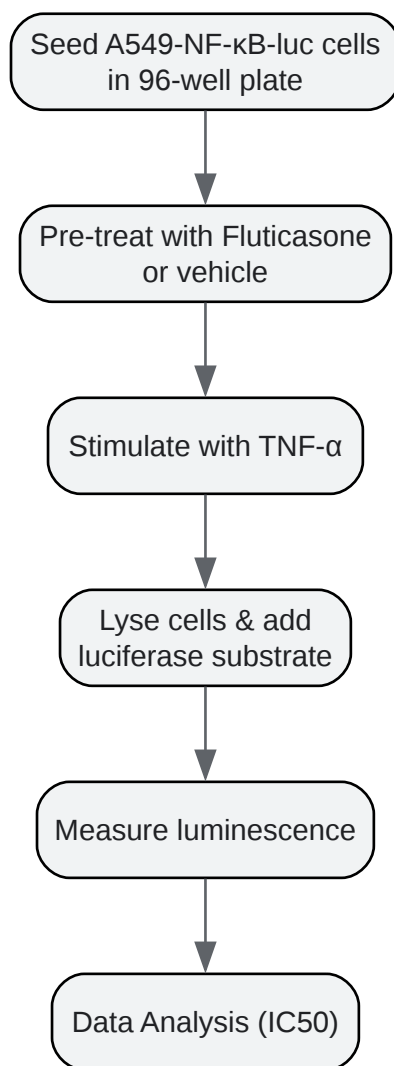 Seed A549-NF-κB-luc cells
in 96-well plate
Pre-treat with Fluticasone
or vehicle
Stimulate with TNF-α
Lyse cells & add
luciferase substrate
Measure luminescence
Data Analysis (IC50)